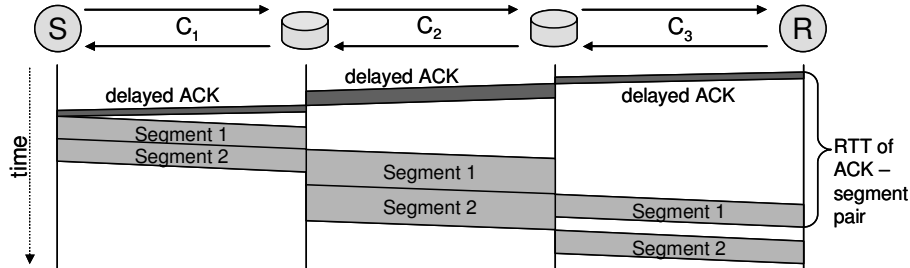 S
C1
C2
C3
R
delayed ACK
delayed ACK
delayed ACK
Segment 1
Segment 2
Segment 1
Segment 2
Segment 1
Segment 2
time
RTT of
ACK –
segment
pair